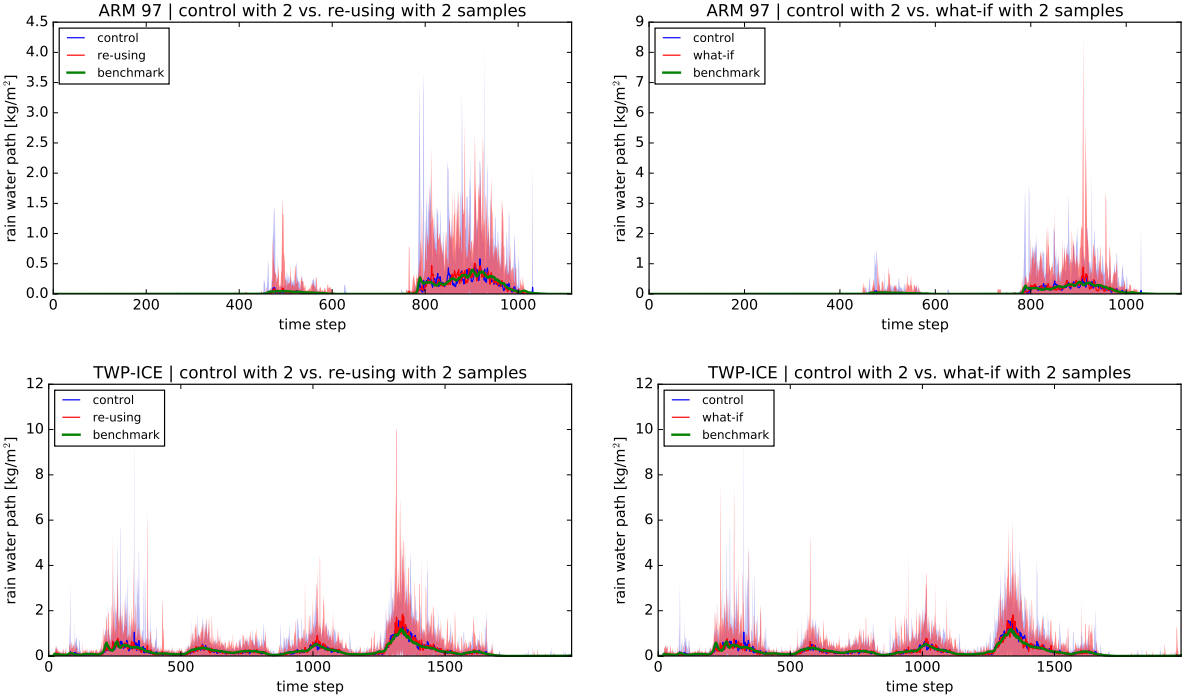 ARM 97 | control with 2 vs. re-using with 2 samples
4.5
4.0
3.5
3.0
2.5
2.0
1.5
1.0
0.5
0.0
rain water path [kg/m²]
control
re-using
benchmark
0 200 400 600 800 1000
time step
ARM 97 | control with 2 vs. what-if with 2 samples
9
8
7
6
5
4
3
2
1
0
rain water path [kg/m²]
control
what-if
benchmark
0 200 400 600 800 1000
time step
TWP-ICE | control with 2 vs. re-using with 2 samples
12
10
8
6
4
2
0
rain water path [kg/m²]
control
re-using
benchmark
0 500 1000 1500
time step
TWP-ICE | control with 2 vs. what-if with 2 samples
12
10
8
6
4
2
0
rain water path [kg/m²]
control
what-if
benchmark
0 500 1000 1500
time step